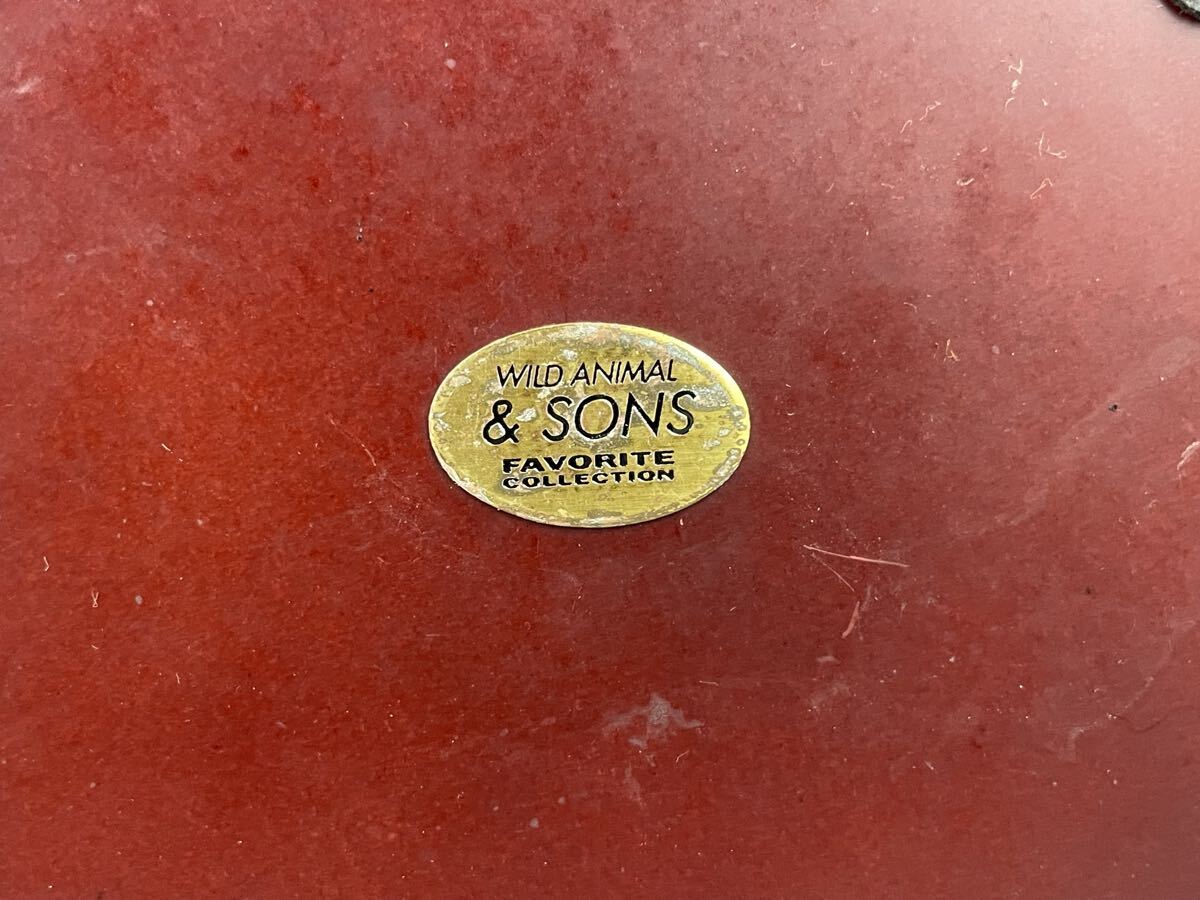 WILD ANIMAL
& SONS
FAVORITE
COLLECTION